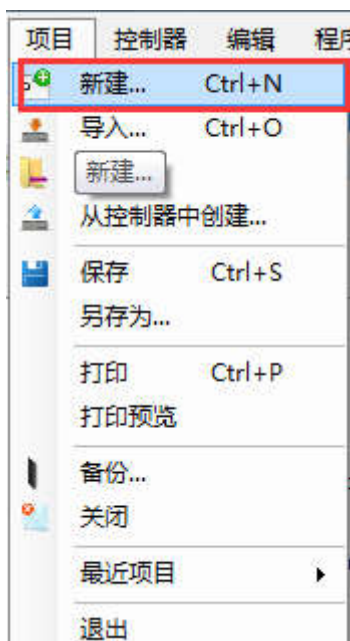 项目 控制器 编辑 程序
新建... Ctrl+N
导入... Ctrl+O
新建...
从控制器中创建...
保存 Ctrl+S
另存为...
打印 Ctrl+P
打印预览
备份...
关闭
最近项目
退出